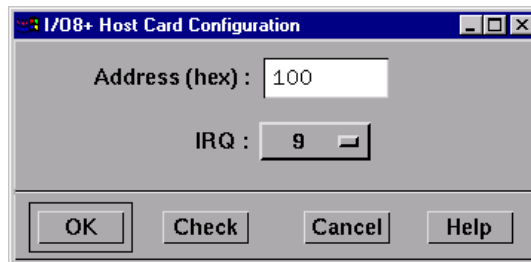 I/O8+ Host Card Configuration
Address (hex) : 100
IRQ : 9
OK Check Cancel Help